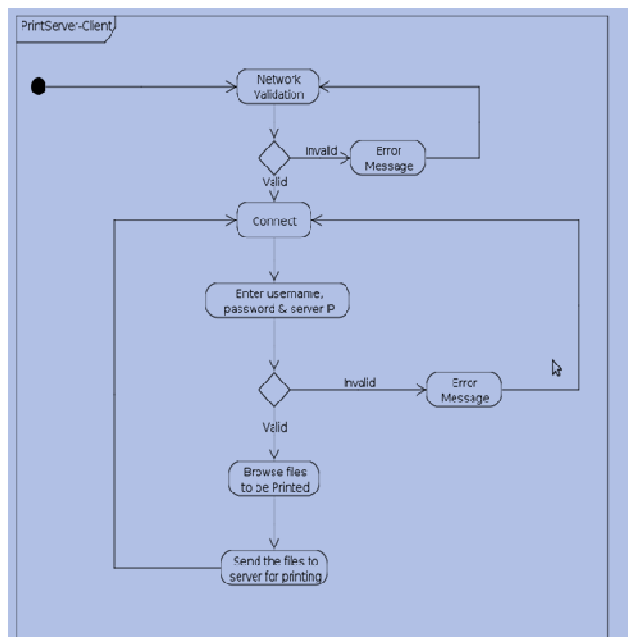 PrintServer-Client
Network
Validation
Invalid
Error
Message
Valid
Connect
Enter username,
password & server IP
Invalid
Error
Message
Valid
Browse files
to be Printed
Send the files to
server for printing